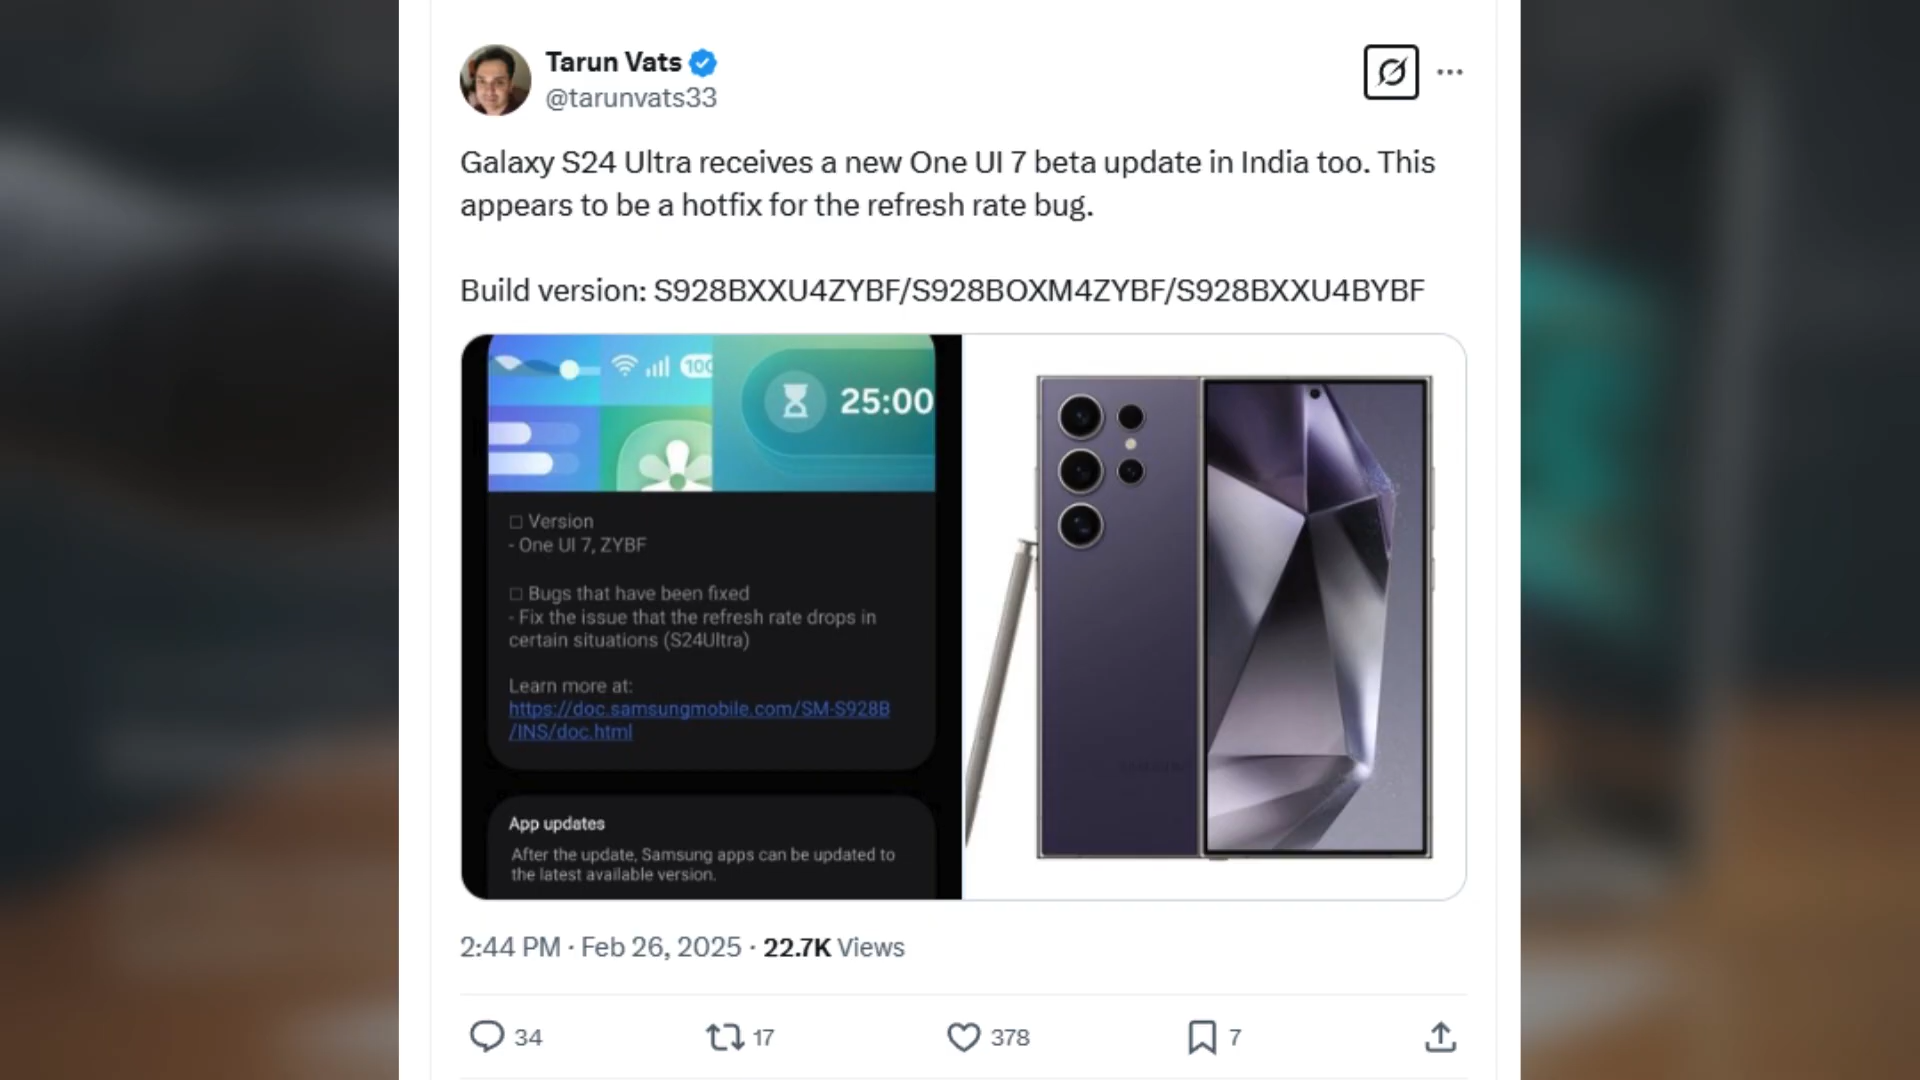 Tarun Vats
@tarunvats33
Galaxy S24 Ultra receives a new One UI 7 beta update in India too. This
appears to be a hotfix for the refresh rate bug.
Build version: S928BXXU4ZYBF/S928BOXM4ZYBF/S928BXXU4BYBF
100
25:00
□ Version
- One UI 7, ZYBF
□ Bugs that have been fixed
- Fix the issue that the refresh rate drops in
certain situations (S24Ultra)
Learn more at:
https://doc.samsungmobile.com/SM-S928B
/INS/doc.html
App updates
After the update, Samsung apps can be updated to
the latest available version.
2:44 PM · Feb 26, 2025 · 22.7K Views
34
17
378
7